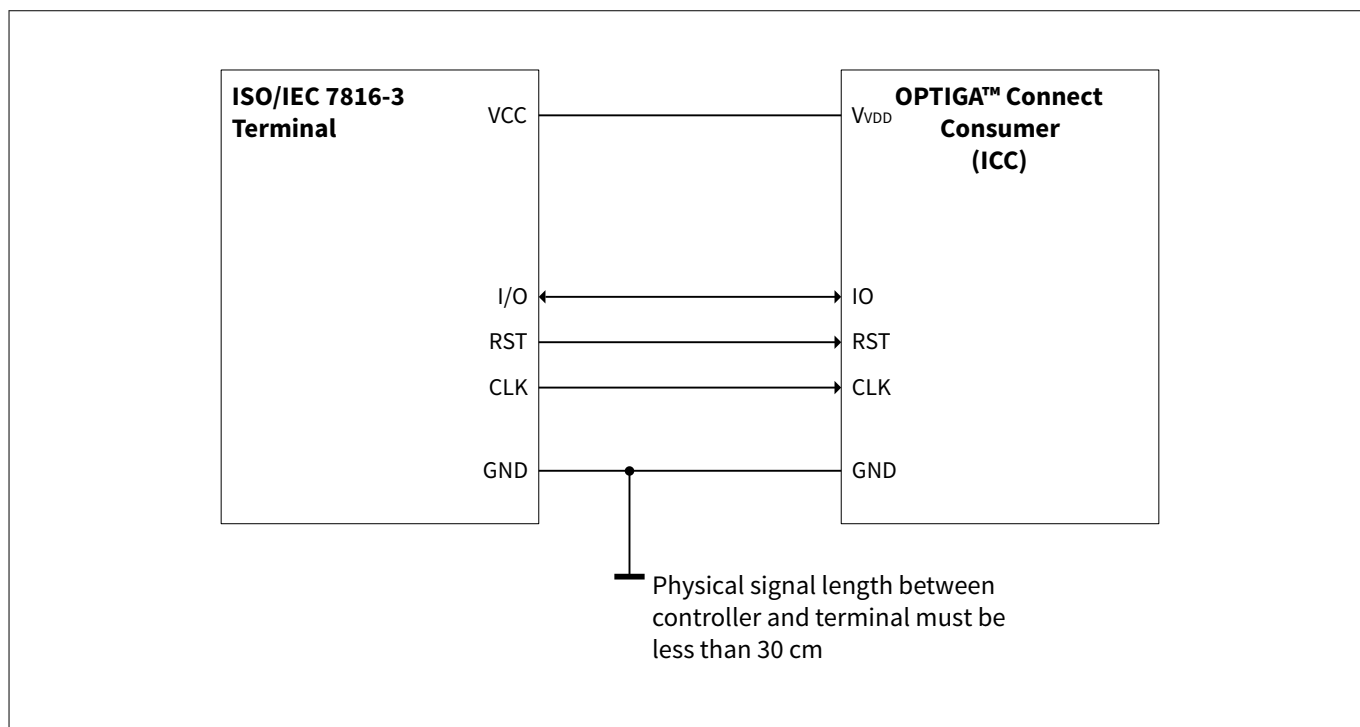 ISO/IEC 7816-3
Terminal
OPTIGA™ Connect
Consumer
(ICC)
VCC
VVDD
I/O
IO
RST
RST
CLK
CLK
GND
GND
Physical signal length between
controller and terminal must be
less than 30 cm